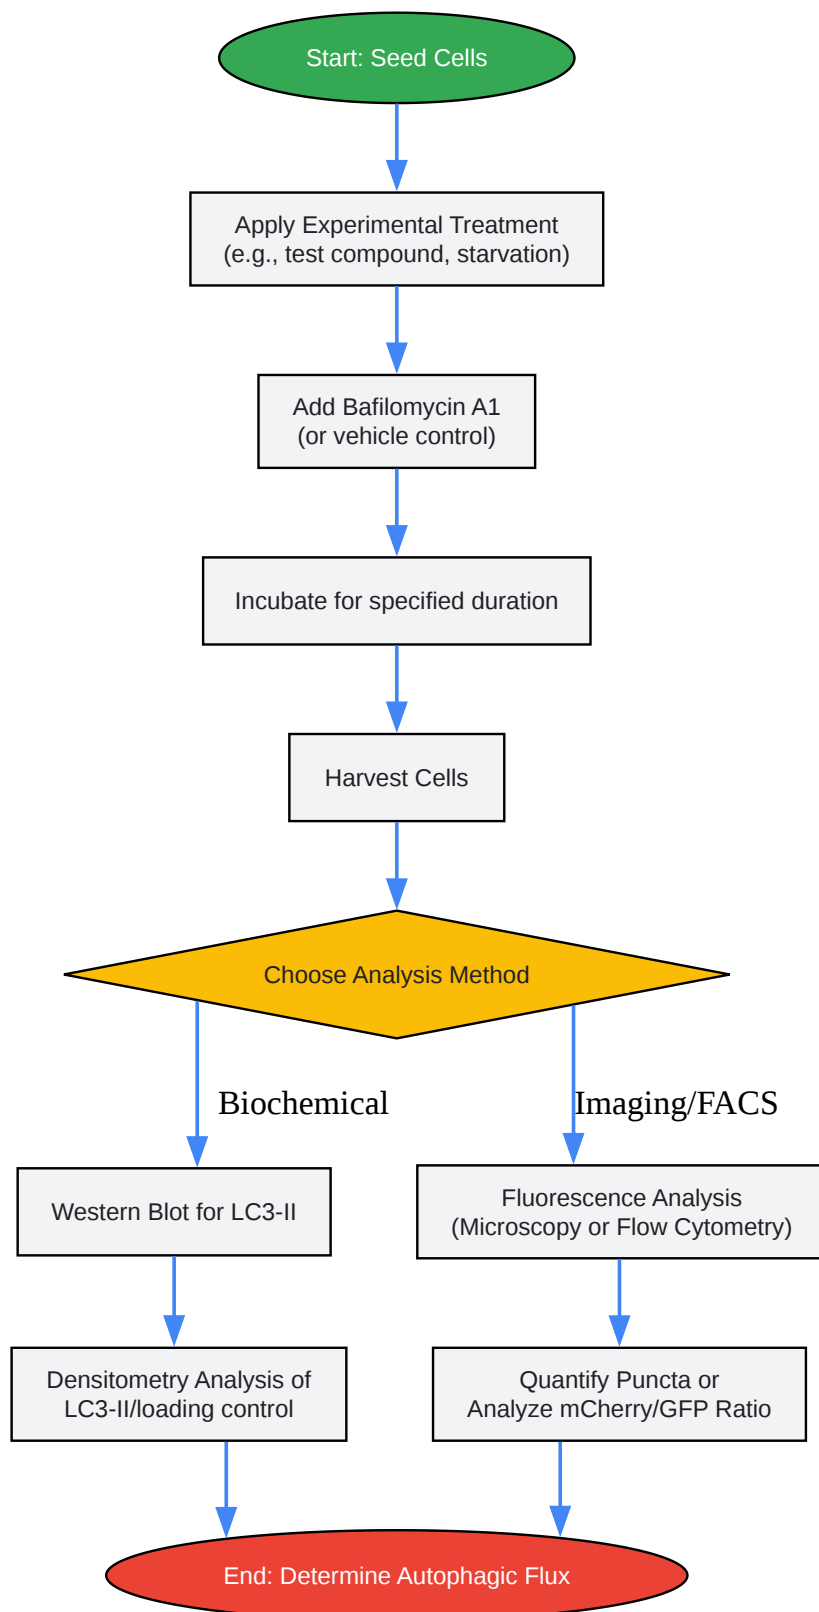 Start: Seed Cells
Apply Experimental Treatment
(e.g., test compound, starvation)
Add Bafilomycin A1
(or vehicle control)
Incubate for specified duration
Harvest Cells
Choose Analysis Method
Biochemical
Imaging/FACS
Western Blot for LC3-II
Fluorescence Analysis
(Microscopy or Flow Cytometry)
Densitometry Analysis of
LC3-II/loading control
Quantify Puncta or
Analyze mCherry/GFP Ratio
End: Determine Autophagic Flux